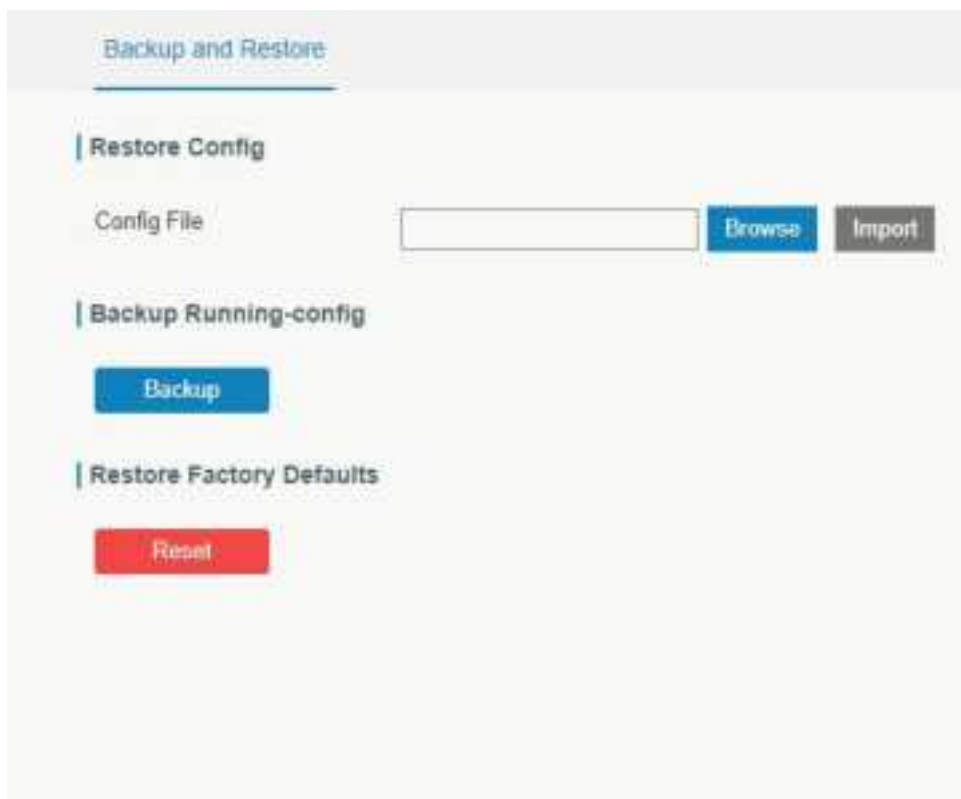 Backup and Restore
Restore Config
Config File Browse Import
Backup Running-config
Backup
Restore Factory Defaults
Reset